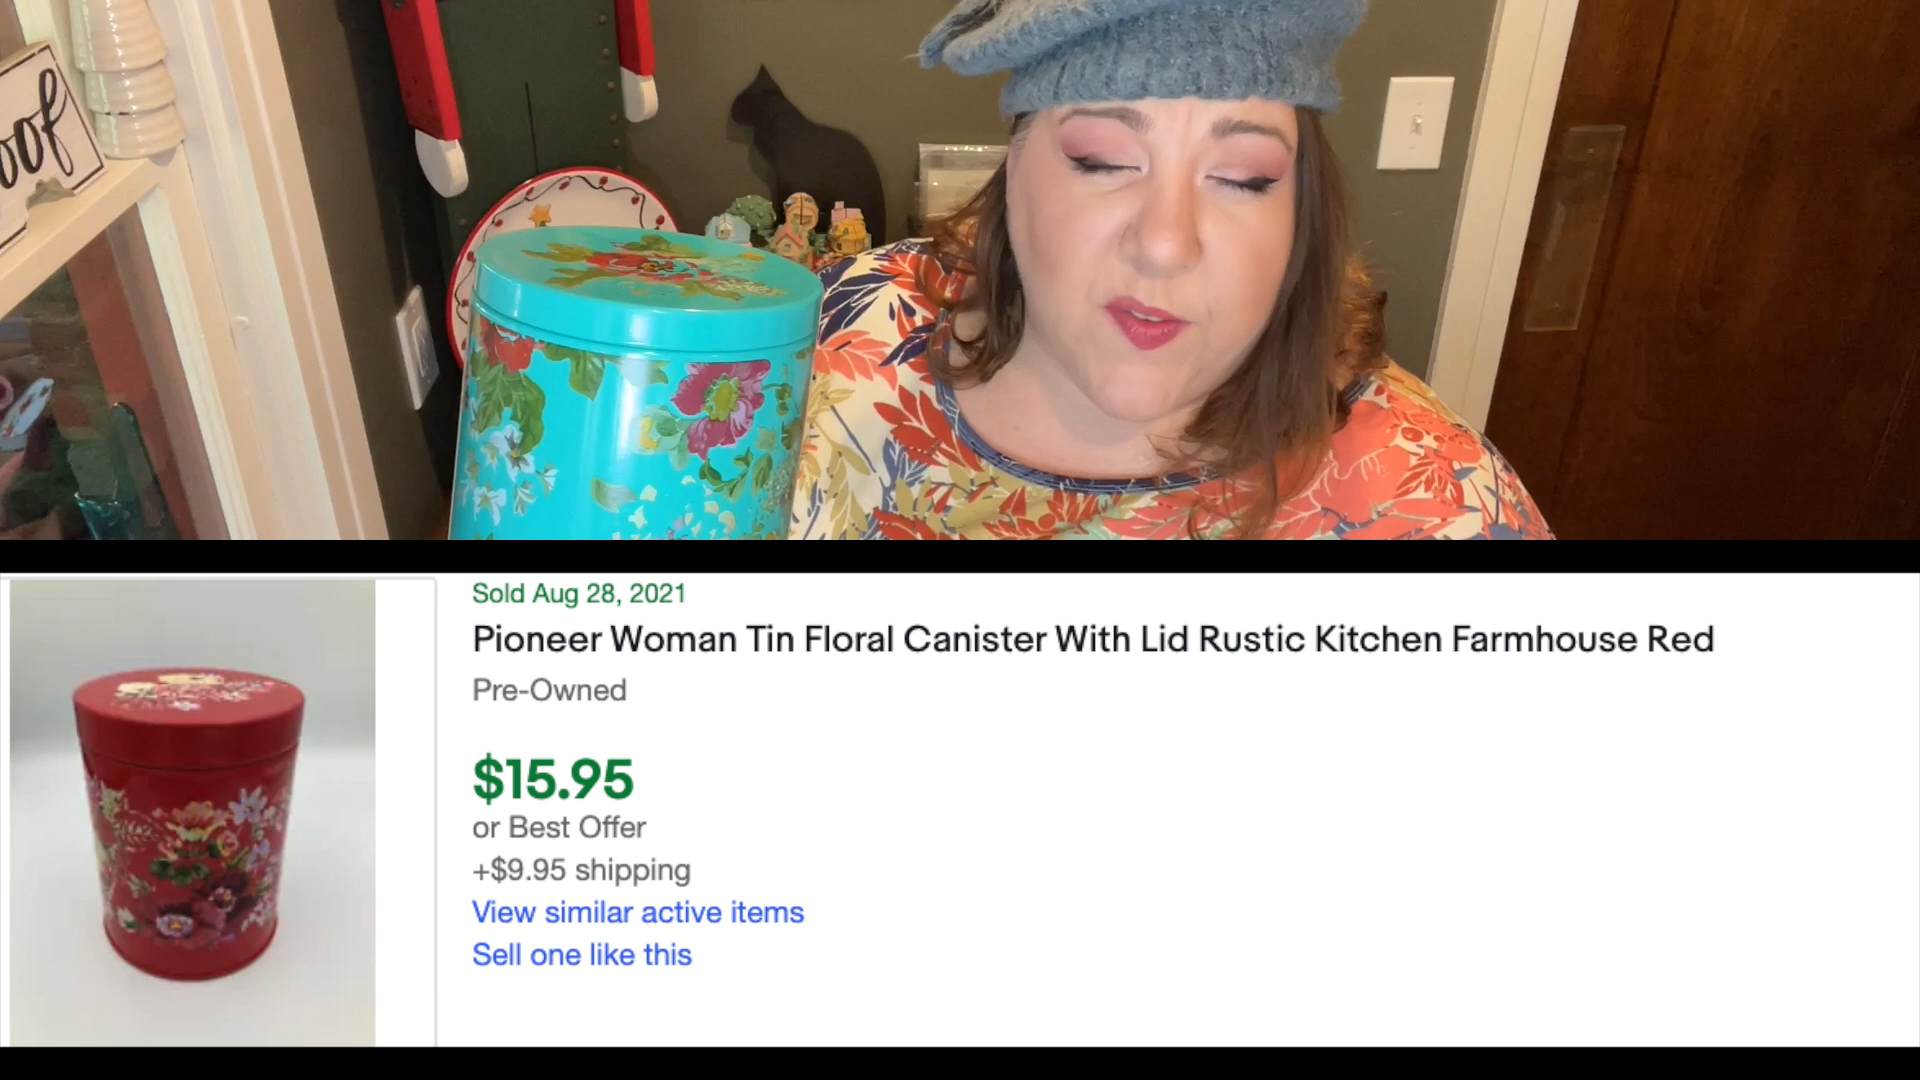 oof
Sold Aug 28, 2021
Pioneer Woman Tin Floral Canister With Lid Rustic Kitchen Farmhouse Red
Pre-Owned
$15.95
or Best Offer
+$9.95 shipping
View similar active items
Sell one like this